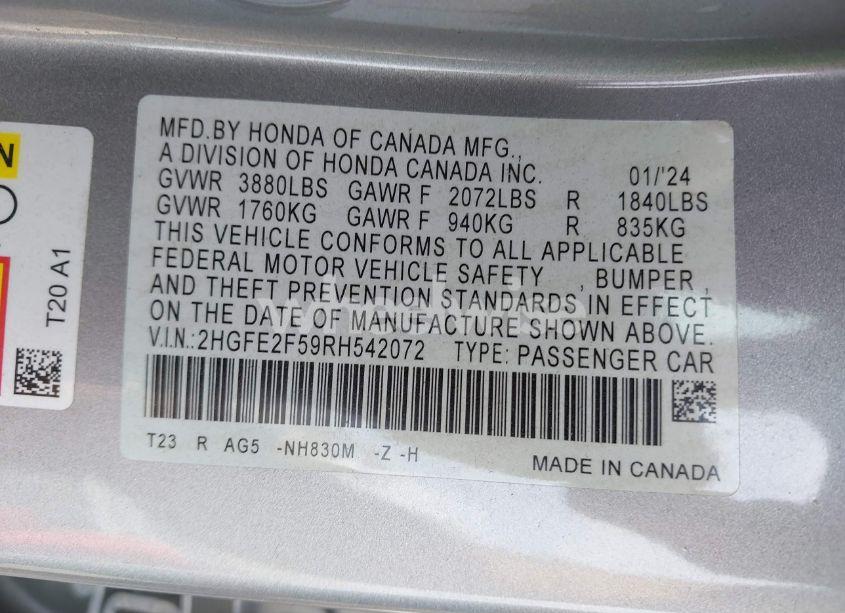 MFD.BY HONDA OF CANADA MFG.,
A DIVISION OF HONDA CANADA INC. 01/'24
GVWR 3880LBS GAWR F 2072LBS R 1840LBS
GVWR 1760KG GAWR F 940KG R 835KG
THIS VEHICLE CONFORMS TO ALL APPLICABLE
FEDERAL MOTOR VEHICLE SAFETY , BUMPER ,
AND THEFT PREVENTION STANDARDS IN EFFECT
ON THE DATE OF MANUFACTURE SHOWN ABOVE.
V.I.N.:2HGFE2F59RH542072 TYPE: PASSENGER CAR
T23 R AG5 -NH830M -Z -H
MADE IN CANADA
N
T20 A1